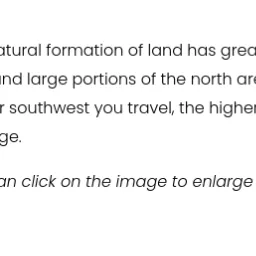 atural formation of land has grea
nd large portions of the north are
r southwest you travel, the higher
ge.
an click on the image to enlarge